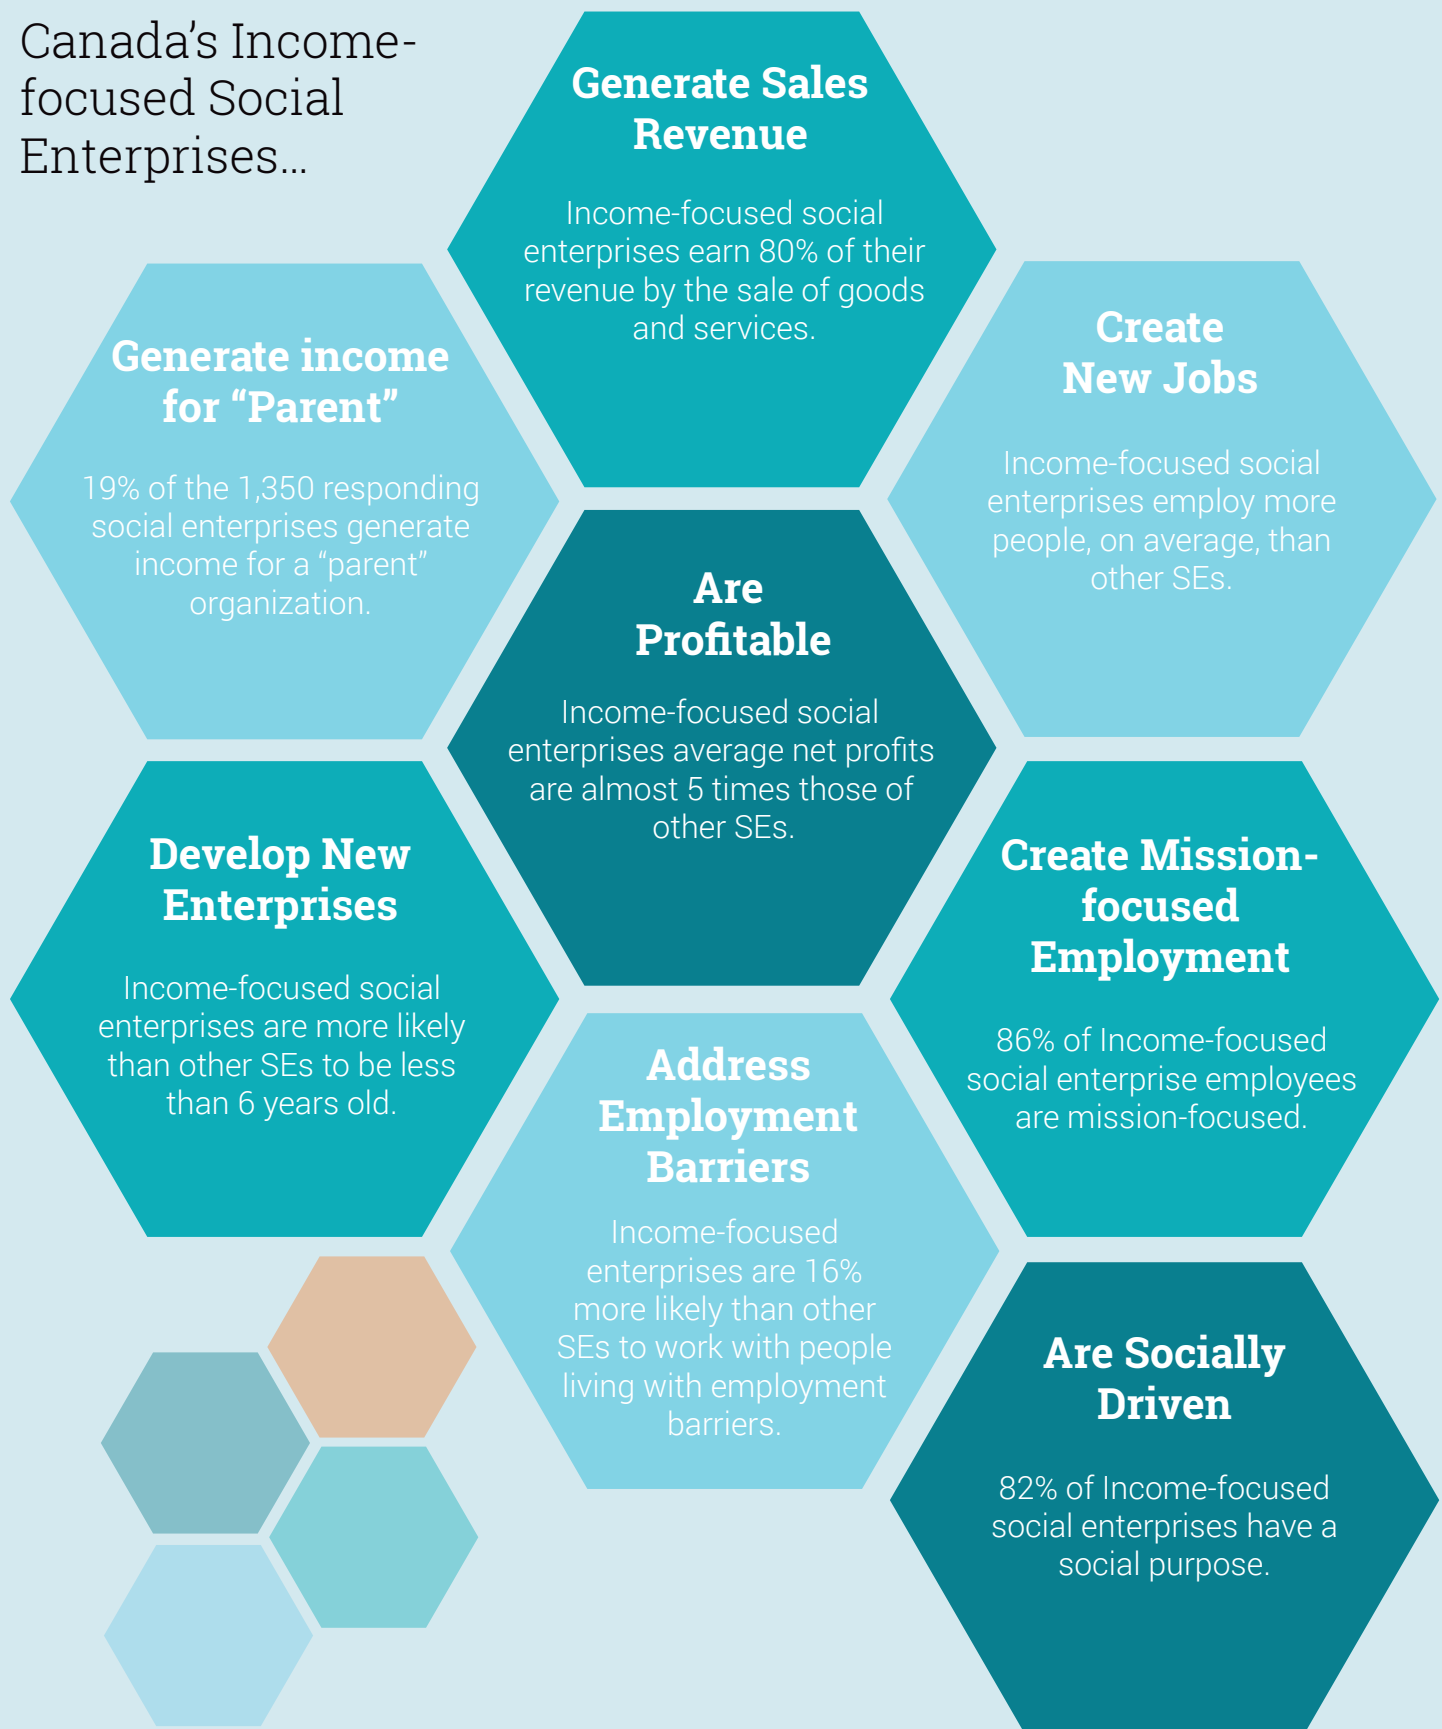 Canada’s Income-
focused Social
Enterprises...
Generate Sales
Revenue
Income-focused social
enterprises earn 80% of their
revenue by the sale of goods
and services.
Generate income
for “Parent”
19% of the 1,350 responding
social enterprises generate
income for a “parent”
organization.
Create
New Jobs
Income-focused social
enterprises employ more
people, on average, than
other SEs.
Are
Profitable
Income-focused social
enterprises average net profits
are almost 5 times those of
other SEs.
Develop New
Enterprises
Income-focused social
enterprises are more likely
than other SEs to be less
than 6 years old.
Create Mission-
focused
Employment
86% of Income-focused
social enterprise employees
are mission-focused.
Address
Employment
Barriers
Income-focused
enterprises are 16%
more likely than other
SEs to work with people
living with employment
barriers.
Are Socially
Driven
82% of Income-focused
social enterprises have a
social purpose.